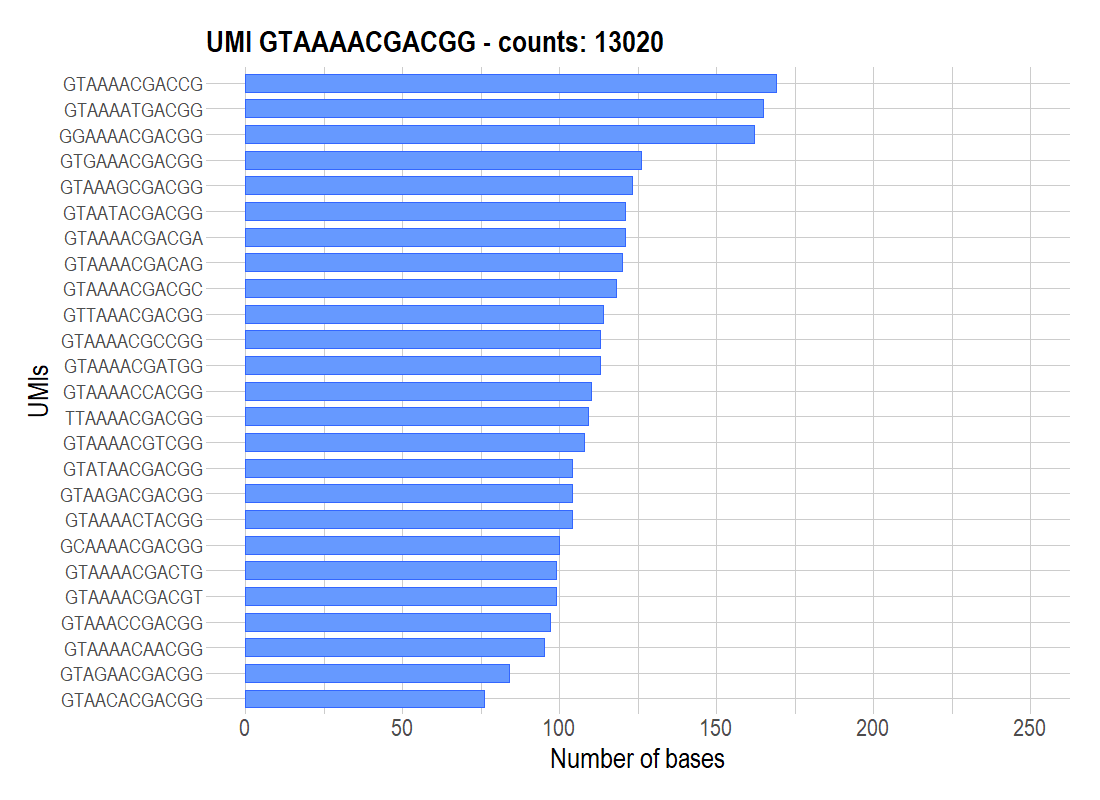 UMI GTAAAACGACGG - counts: 13020
GTAAAACGACCG
GTAAAATGACGG
GGAAAACGACGG
GTGAAACGACGG
GTAAAGCGACGG
GTAATACGACGG
GTAAAACGACGA
GTAAAACGACAG
GTAAAACGACGC
GTTAAACGACGG
GTAAAACGCCGG
GTAAAACGATGG
GTAAAACCACGG
TTAAAACGACGG
GTAAAACGTCGG
GTATAACGACGG
GTAAGACGACGG
GTAAAACTACGG
GCAAAACGACGG
GTAAAACGACTG
GTAAAACGACGT
GTAAACCGACGG
GTAAAACAACGG
GTAGAACGACGG
GTAACACGACGG
UMIs
0 50 100 150 200 250
Number of bases